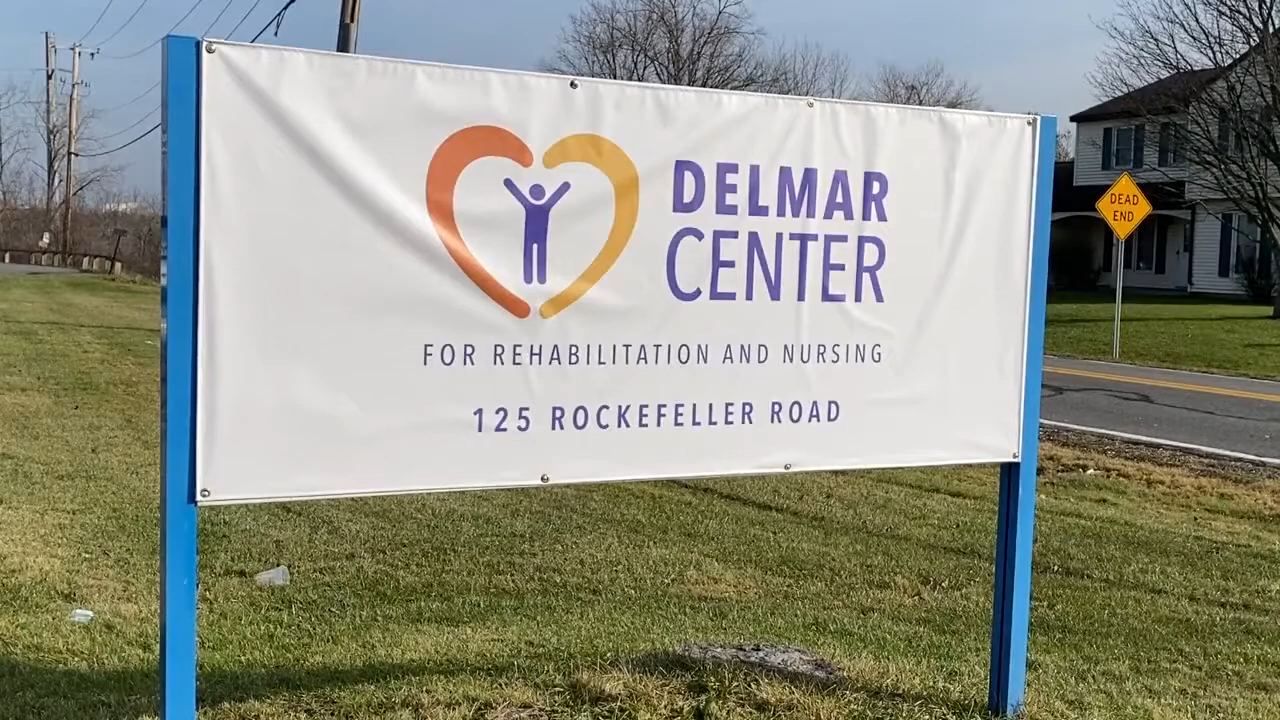 DELMAR
CENTER
FOR REHABILITATION AND NURSING
125 ROCKEFELLER ROAD
DEAD
END